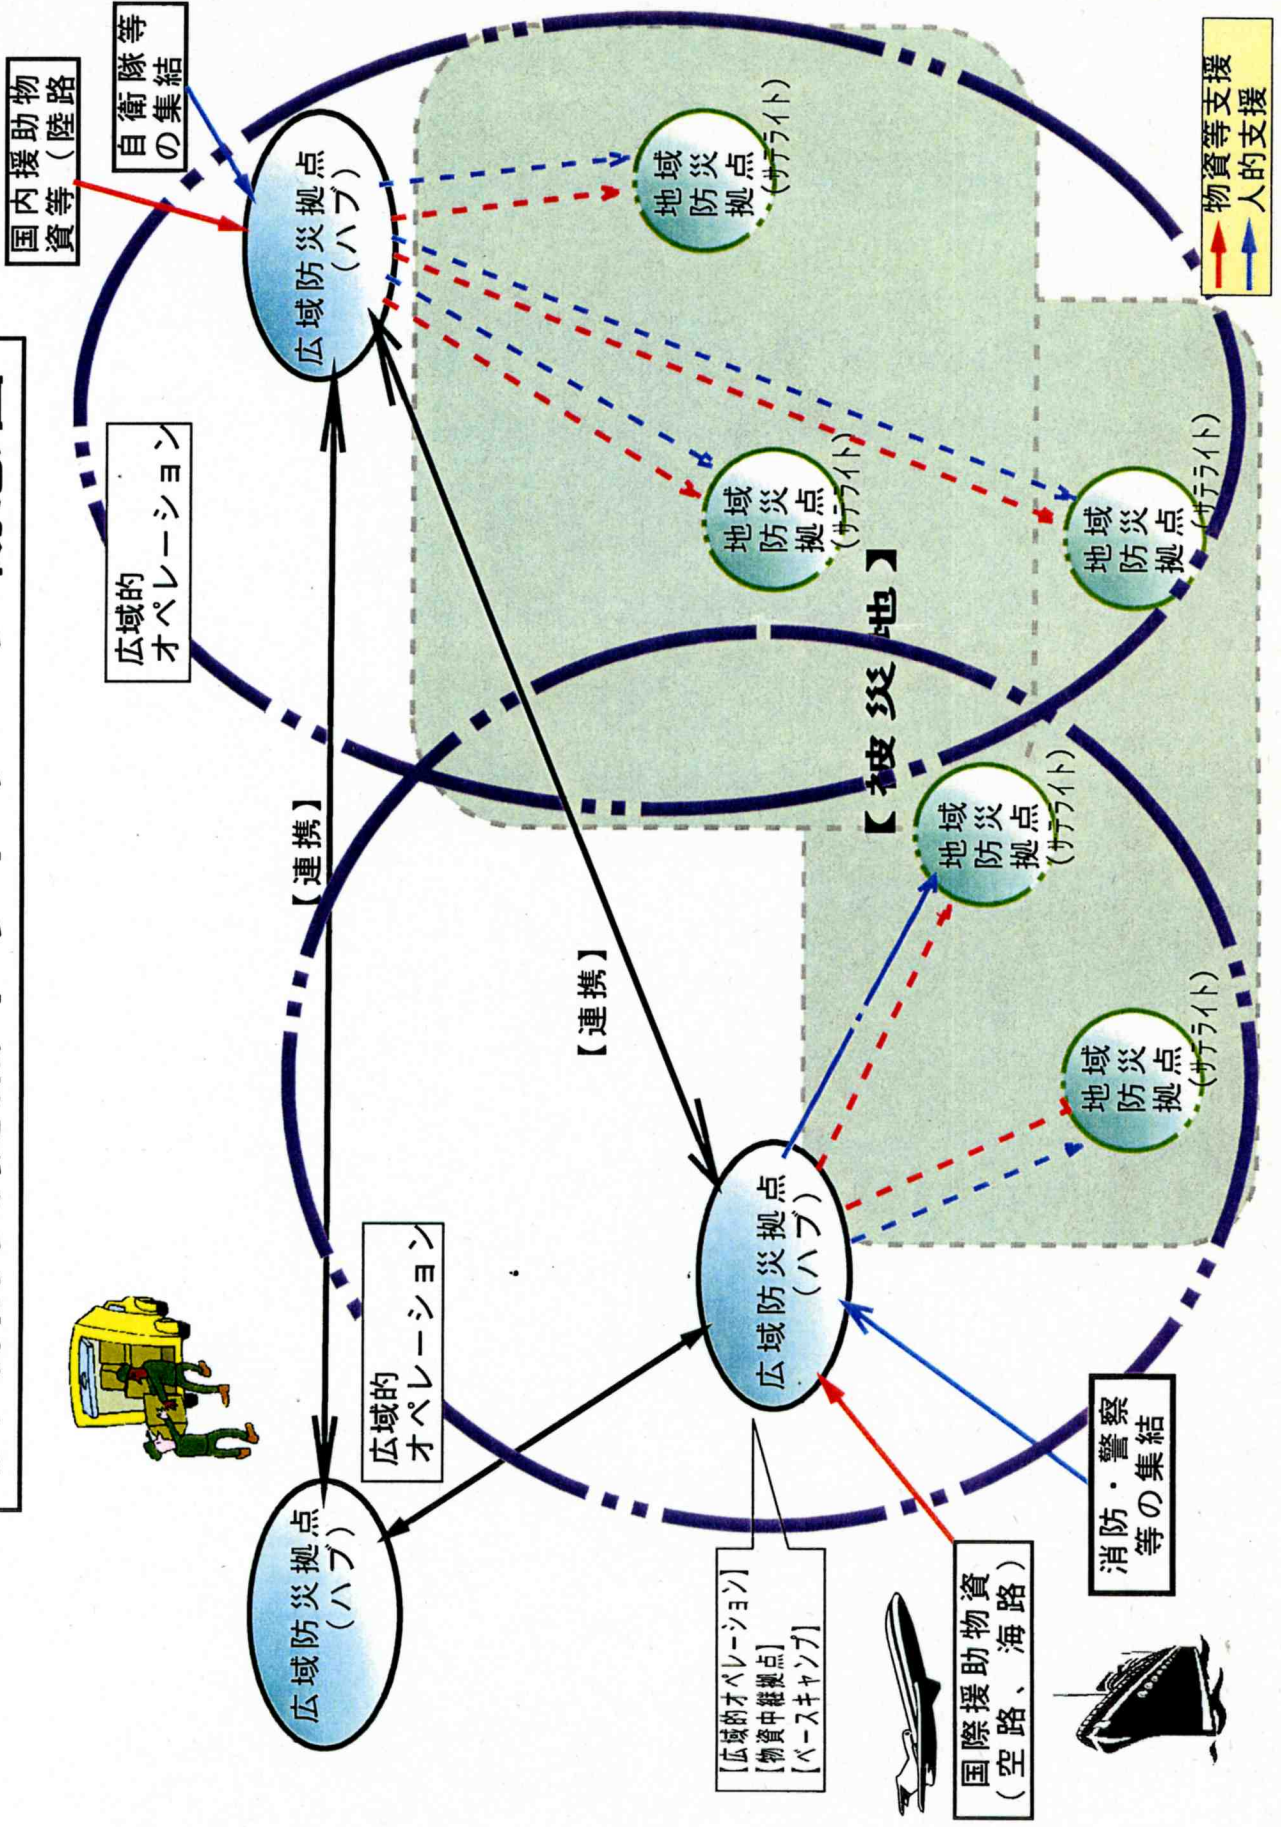 国内援助物
資等（陸路
自衛隊等
の集結
広域的
オペレーション
広域防災拠点
（ハブ）
広域防災拠点
（ハブ）
【連携】
広域的
オペレーション
【連携】
広域防災拠点
（ハブ）
【広域的オペレーション】
【物資中継拠点】
【ベースキャンプ】
地域
防災
拠点
（サテライト）
地域
防災
拠点
（サテライト）
【被災地】
地域
防災
拠点
（サテライト）
国際援助物資
（空路、海路）
消防・警察
等の集結
地域
防災
拠点
（サテライト）
地域
防災
拠点
（サテライト）
物資等支援
人的支援